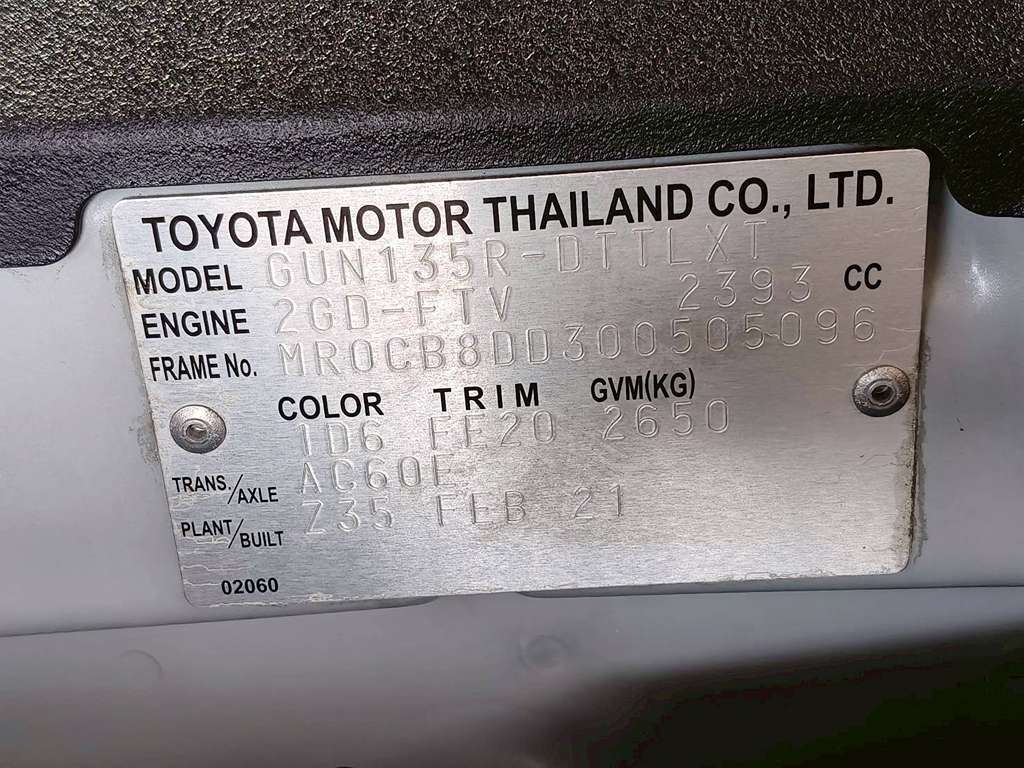 TOYOTA MOTOR THAILAND CO., LTD.
MODEL GUN135R-DTTLXT
ENGINE 2GD-FTV 2393 CC
FRAME No. MR0CB8DD300505096
COLOR TRIM GVM(KG)
1D6 FE20 2650
TRANS./AXLE AC60F
PLANT/BUILT Z35 FEB 21
02060